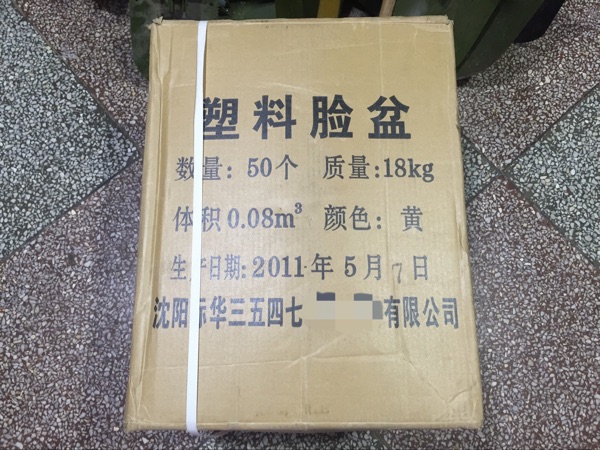 塑料脸盆
数量：50个 质量:18kg
体积0.08m³ 颜色：黄
生产日期:2011年5月7日
沈阳际华三五四七 有限公司